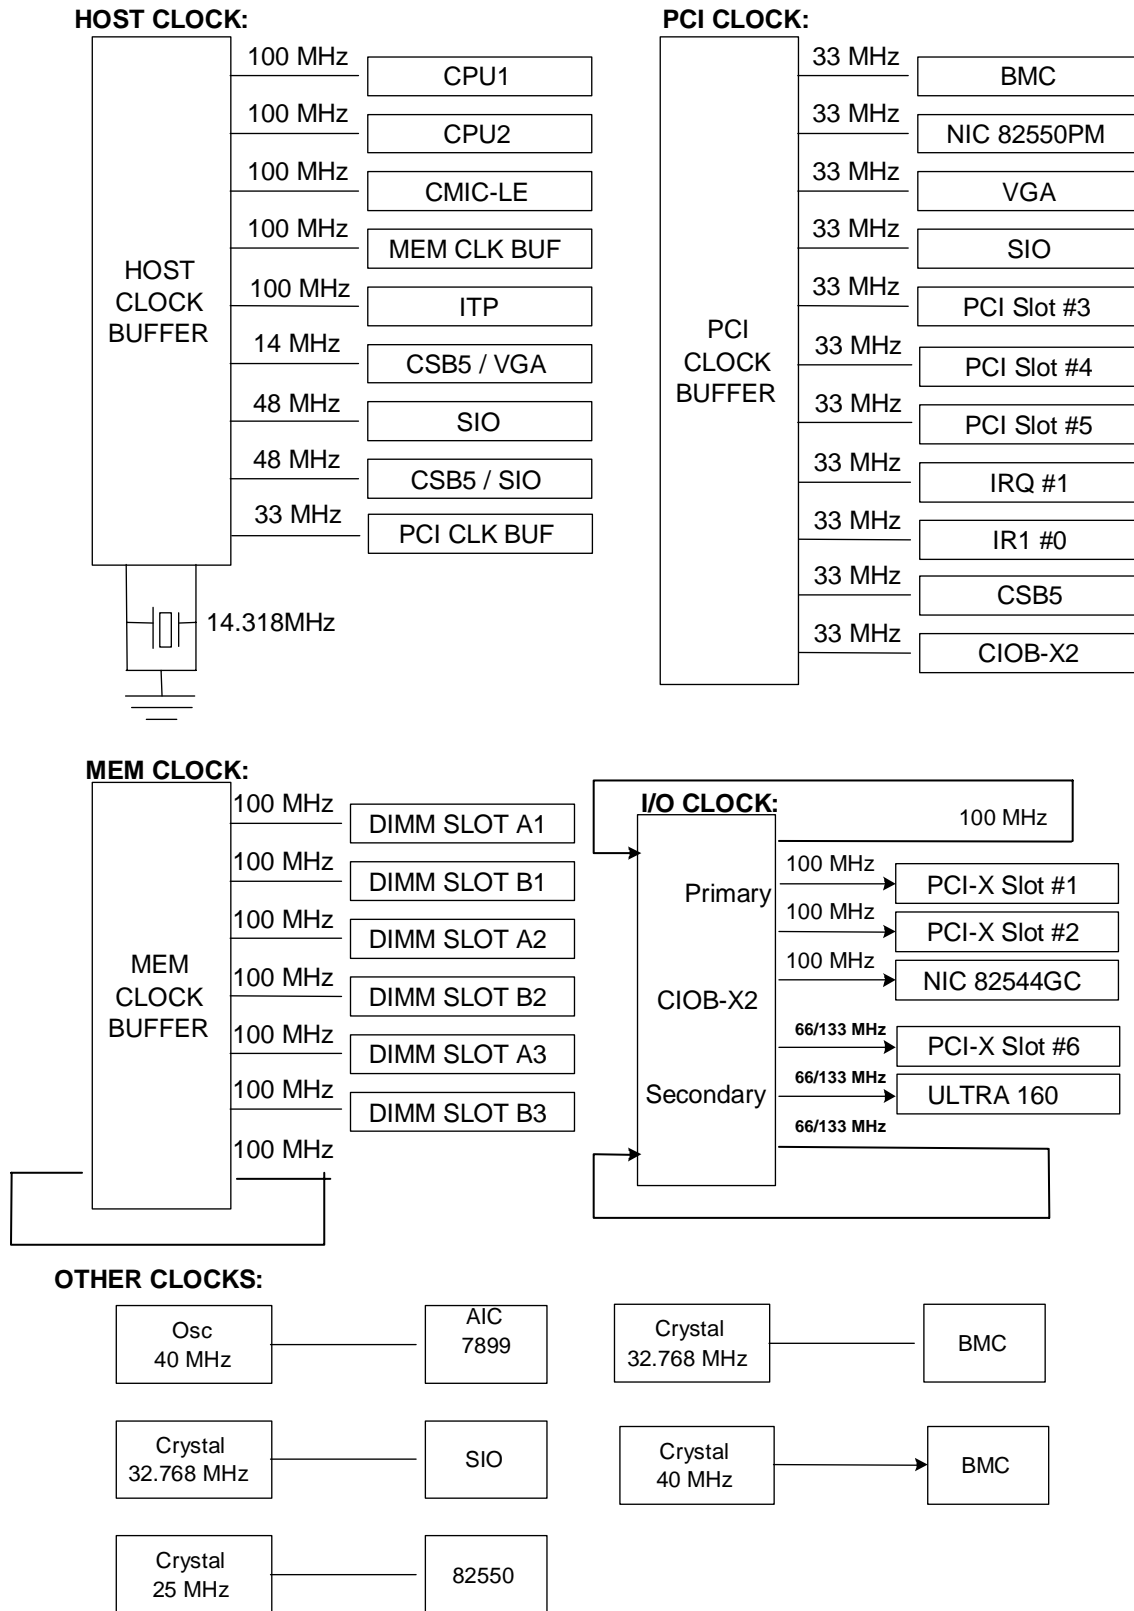 HOST CLOCK:
HOST
CLOCK
BUFFER
100 MHz
CPU1
100 MHz
CPU2
100 MHz
CMIC-LE
100 MHz
MEM CLK BUF
100 MHz
ITP
14 MHz
CSB5 / VGA
48 MHz
SIO
48 MHz
CSB5 / SIO
33 MHz
PCI CLK BUF
14.318MHz
PCI CLOCK:
PCI
CLOCK
BUFFER
33 MHz
BMC
33 MHz
NIC 82550PM
33 MHz
VGA
33 MHz
SIO
33 MHz
PCI Slot #3
33 MHz
PCI Slot #4
33 MHz
PCI Slot #5
33 MHz
IRQ #1
33 MHz
IR1 #0
33 MHz
CSB5
33 MHz
CIOB-X2
MEM CLOCK:
MEM
CLOCK
BUFFER
100 MHz
DIMM SLOT A1
100 MHz
DIMM SLOT B1
100 MHz
DIMM SLOT A2
100 MHz
DIMM SLOT B2
100 MHz
DIMM SLOT A3
100 MHz
DIMM SLOT B3
100 MHz
I/O CLOCK:
100 MHz
Primary
CIOB-X2
Secondary
100 MHz
PCI-X Slot #1
100 MHz
PCI-X Slot #2
100 MHz
NIC 82544GC
66/133 MHz
PCI-X Slot #6
66/133 MHz
ULTRA 160
66/133 MHz
OTHER CLOCKS:
Osc
40 MHz
AIC
7899
Crystal
32.768 MHz
BMC
Crystal
32.768 MHz
SIO
Crystal
40 MHz
BMC
Crystal
25 MHz
82550